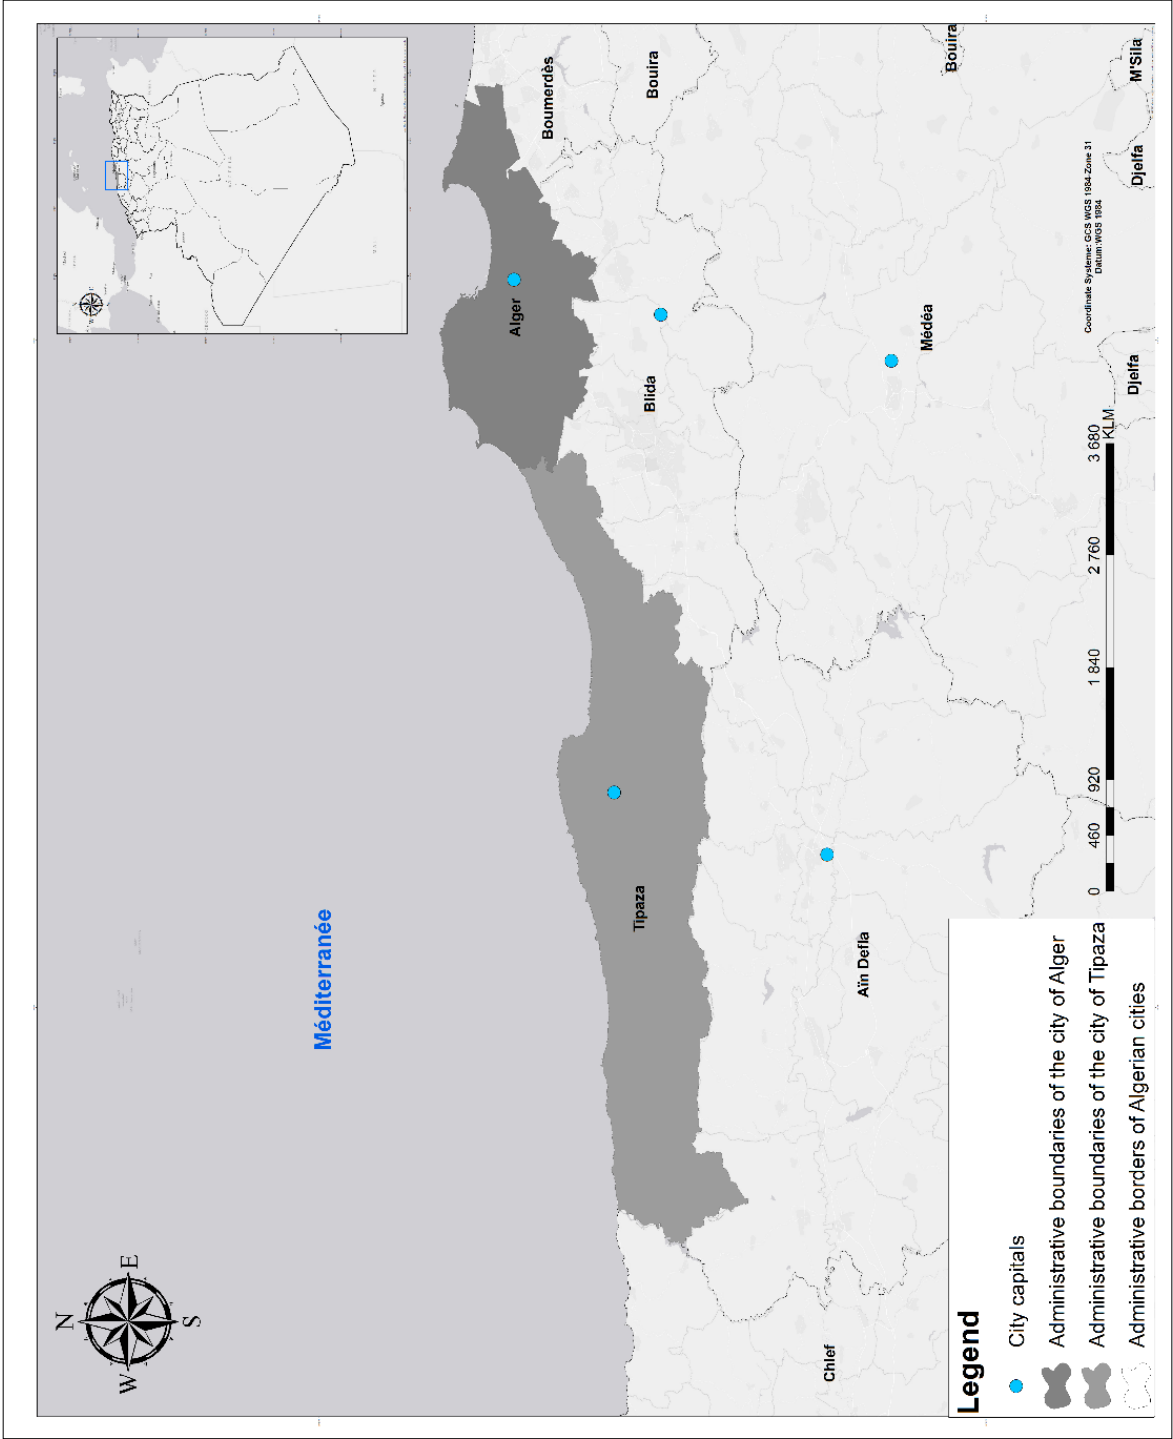 N
W
E
S
Méditerranée
Alger
Boumerdès
Bouira
Bouira
M'Sila
Djelfa
Blida
Médéa
Djelfa
Tipaza
Aïn Defla
Chlef
Coordinate Systeme: GCS WGS 1984-Zone 31
Datum:WGS 1984
0 460 920 1 840 2 760 3 680
KLM
Legend
City capitals
Administrative boundaries of the city of Alger
Administrative boundaries of the city of Tipaza
Administrative borders of Algerian cities